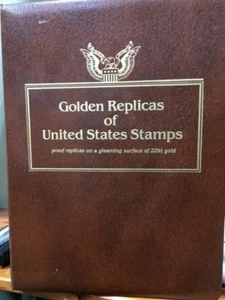 Golden Replicas
of
United States Stamps
proof replicas on a gleaming surface of 22kt gold